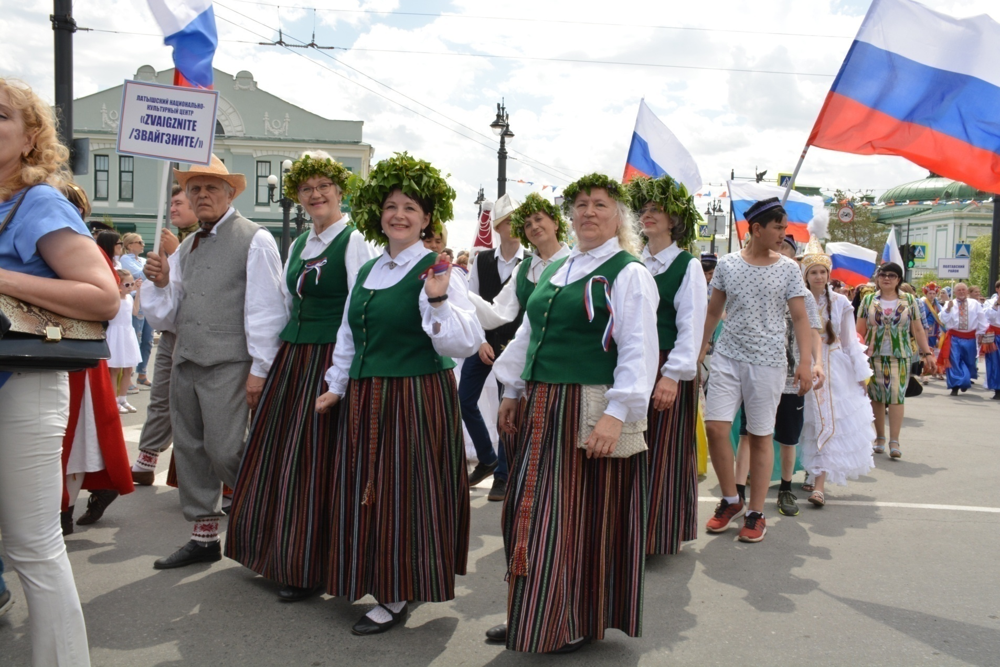 ЛАТЫШСКИЙ НАЦИОНАЛЬНО-
КУЛЬТУРНЫЙ ЦЕНТР
«ZVAIGZNITE
/ЗВАЙГЗНИТЕ/»
ПОЛТАВСКИЙ
РАЙОН